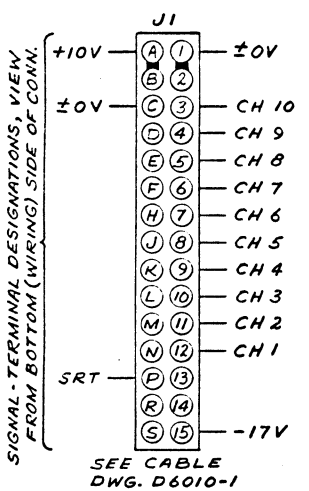 J1
SIGNAL-TERMINAL DESIGNATIONS, VIEW
FROM BOTTOM (WIRING) SIDE OF CONN.
+10V A 1 ±0V
B 2
±0V C 3 CH 10
D 4 CH 9
E 5 CH 8
F 6 CH 7
H 7 CH 6
J 8 CH 5
K 9 CH 4
L 10 CH 3
M 11 CH 2
N 12 CH 1
SRT P 13
R 14
S 15 -17V
SEE CABLE
DWG. D6010-1